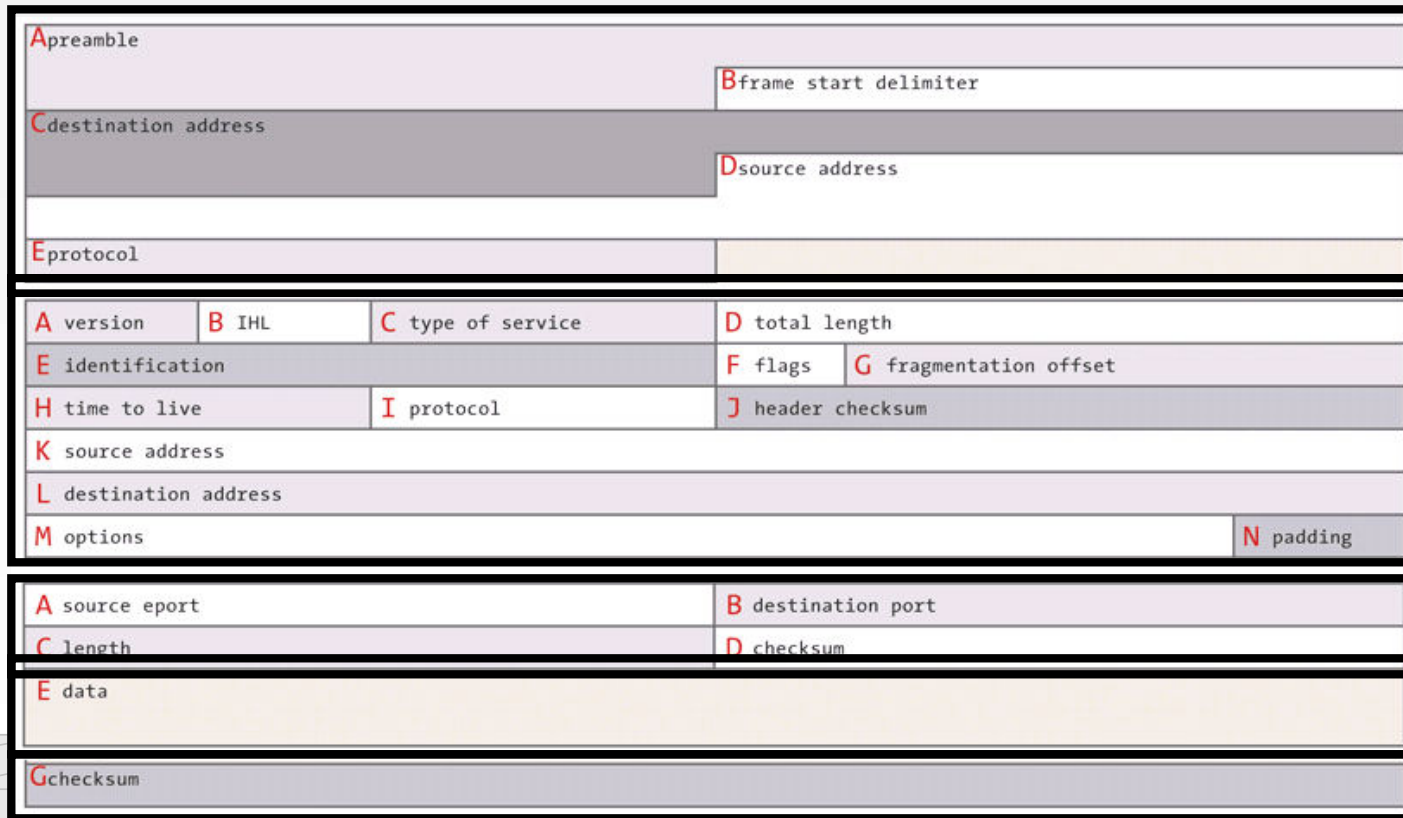 Apreamble
Bframe start delimiter
Cdestination address
Dsource address
Eprotocol
A version B IHL C type of service D total length
E identification F flags G fragmentation offset
H time to live I protocol J header checksum
K source address
L destination address
M options N padding
A source eport B destination port
C length D checksum
E data
Gchecksum